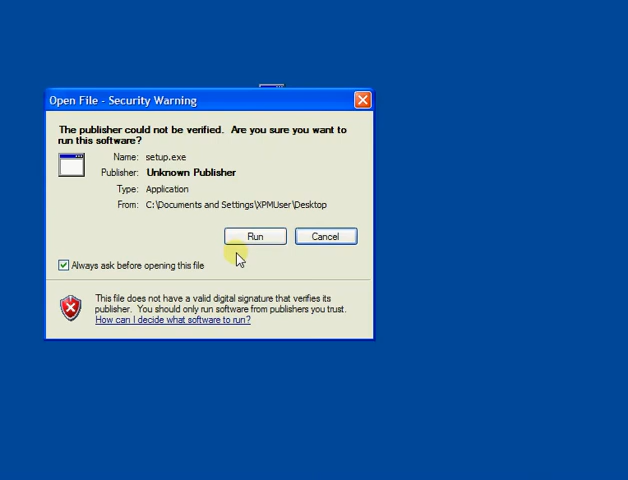 Open File - Security Warning
The publisher could not be verified. Are you sure you want to
run this software?
Name: setup.exe
Publisher: Unknown Publisher
Type: Application
From: C:\Documents and Settings\XPMUser\Desktop
Run Cancel
Always ask before opening this file
This file does not have a valid digital signature that verifies its
publisher. You should only run software from publishers you trust.
How can I decide what software to run?